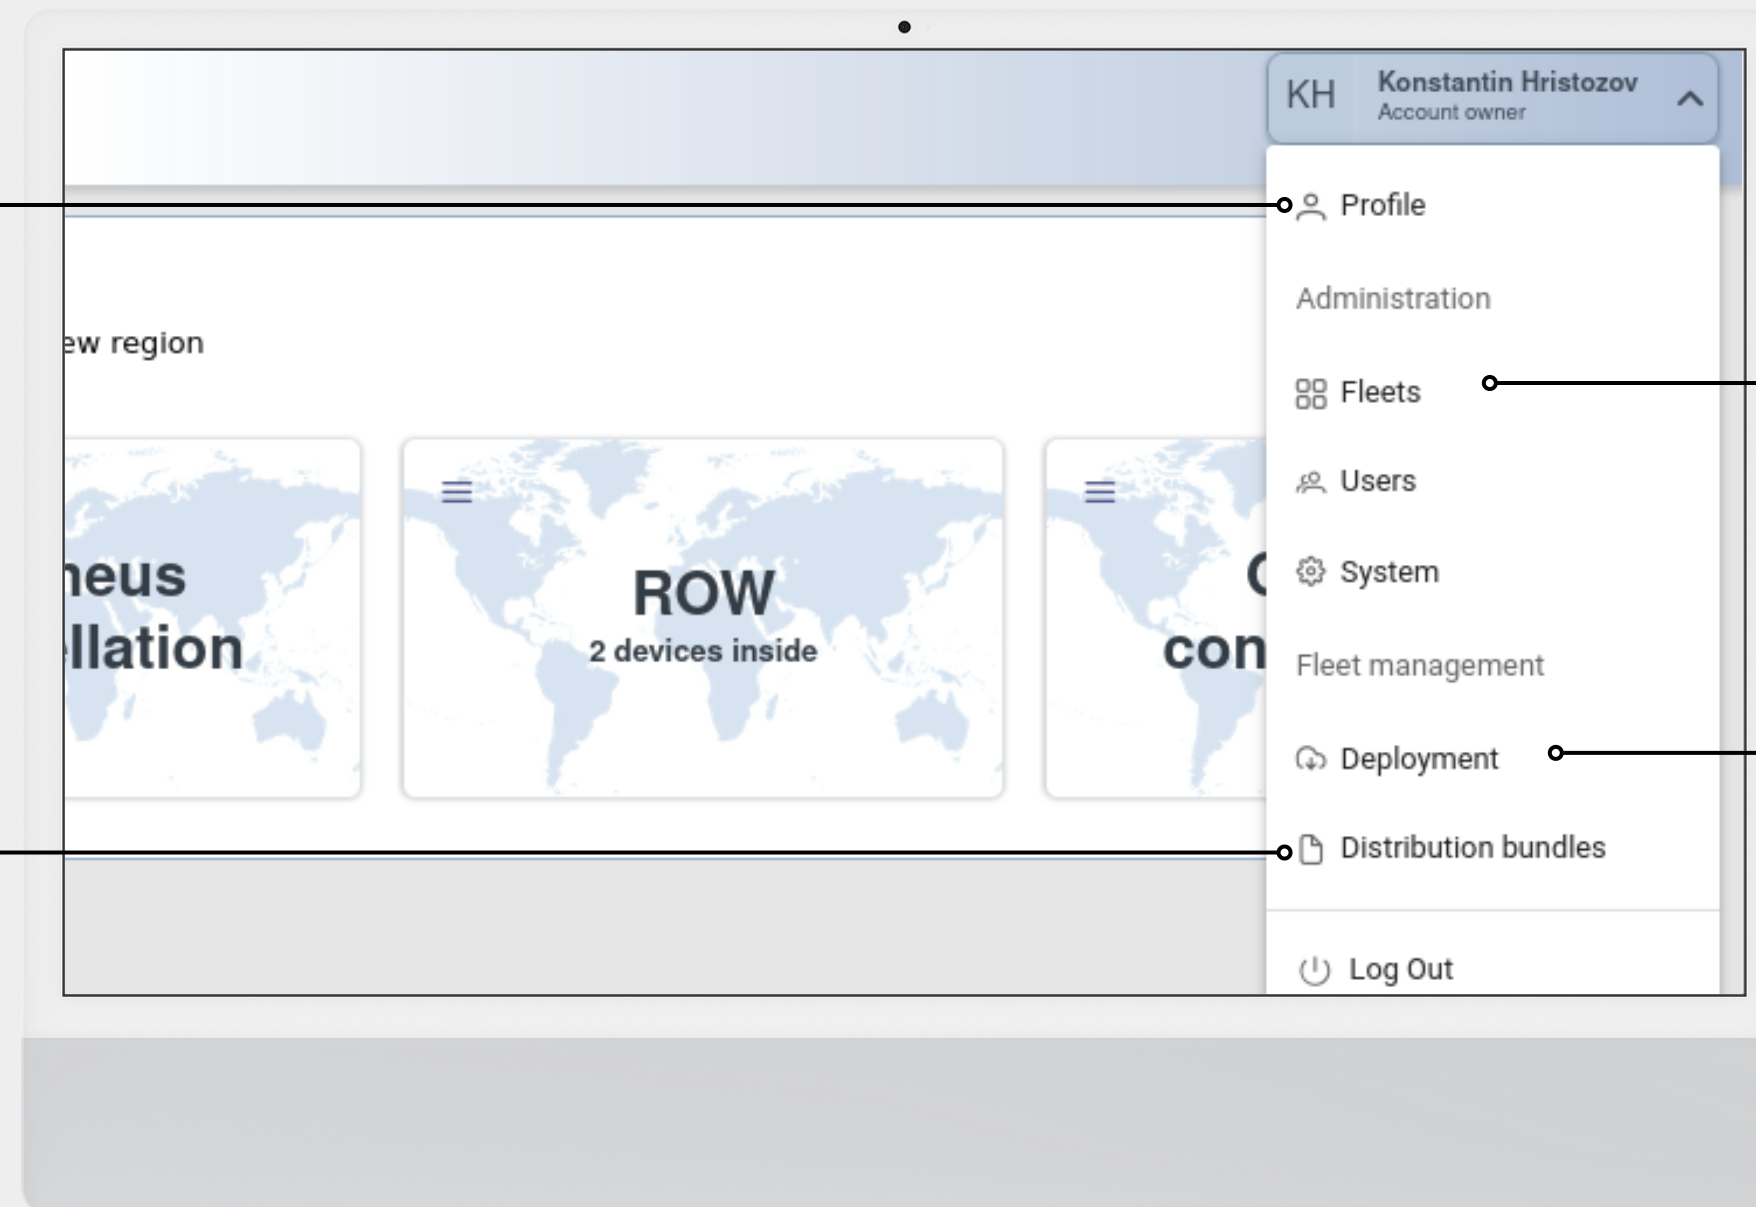 KH
Konstantin Hristozov
Account owner
Profile
Administration
region
Fleets
Users
ROW
2 devices inside
System
Fleet management
Deployment
Distribution bundles
Log Out